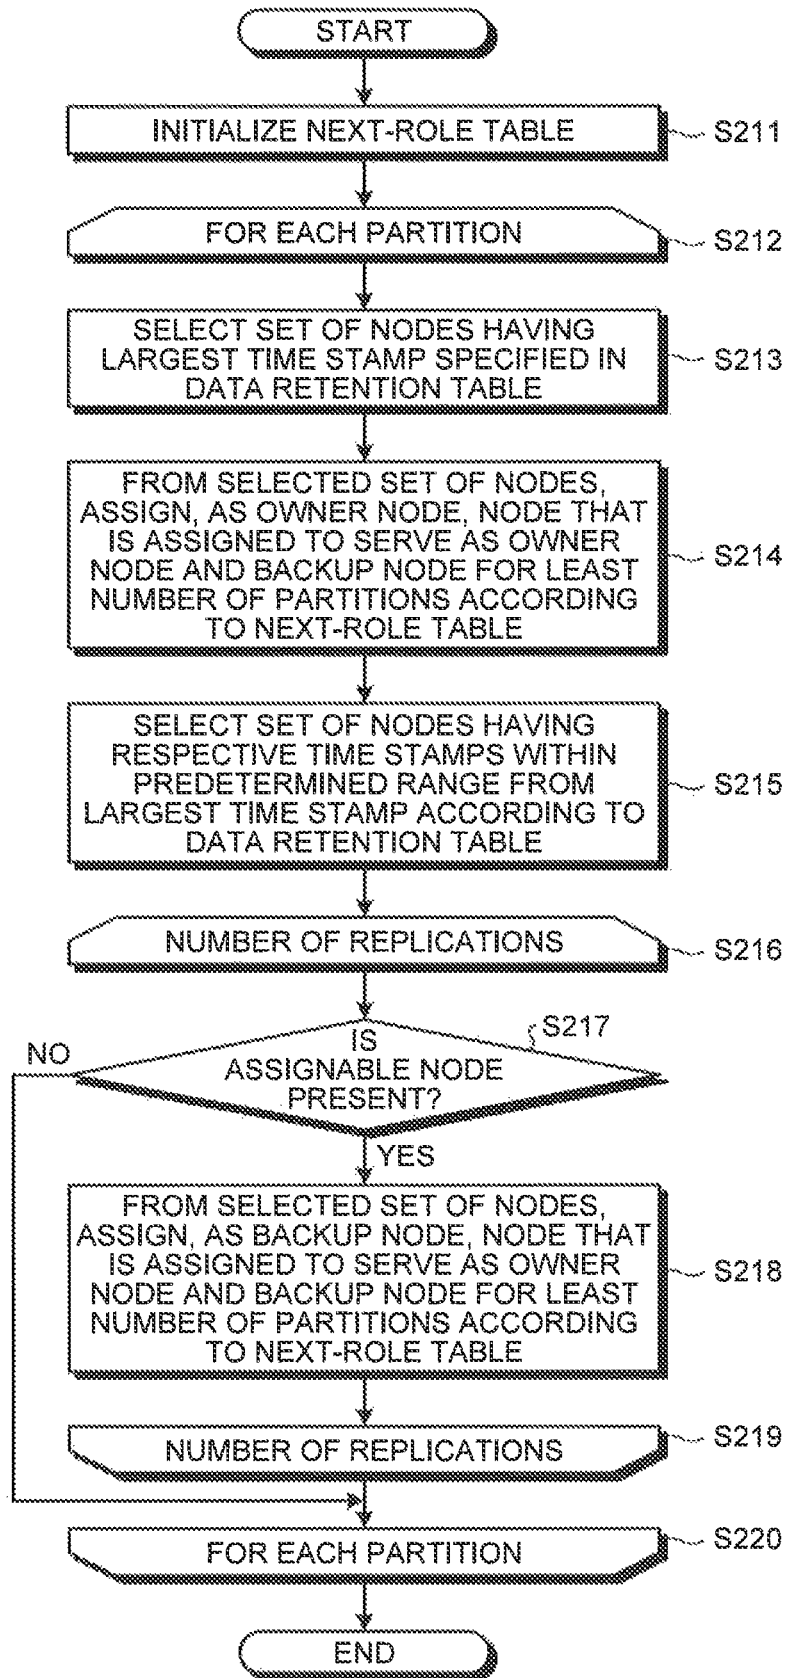 START
INITIALIZE NEXT-ROLE TABLE
S211
FOR EACH PARTITION
S212
SELECT SET OF NODES HAVING
LARGEST TIME STAMP SPECIFIED IN
DATA RETENTION TABLE
S213
FROM SELECTED SET OF NODES,
ASSIGN, AS OWNER NODE, NODE THAT
IS ASSIGNED TO SERVE AS OWNER
NODE AND BACKUP NODE FOR LEAST
NUMBER OF PARTITIONS ACCORDING
TO NEXT-ROLE TABLE
S214
SELECT SET OF NODES HAVING
RESPECTIVE TIME STAMPS WITHIN
PREDETERMINED RANGE FROM
LARGEST TIME STAMP ACCORDING TO
DATA RETENTION TABLE
S215
NUMBER OF REPLICATIONS
S216
S217
IS
ASSIGNABLE NODE
PRESENT?
NO
YES
FROM SELECTED SET OF NODES,
ASSIGN, AS BACKUP NODE, NODE THAT
IS ASSIGNED TO SERVE AS OWNER
NODE AND BACKUP NODE FOR LEAST
NUMBER OF PARTITIONS ACCORDING
TO NEXT-ROLE TABLE
S218
NUMBER OF REPLICATIONS
S219
FOR EACH PARTITION
S220
END